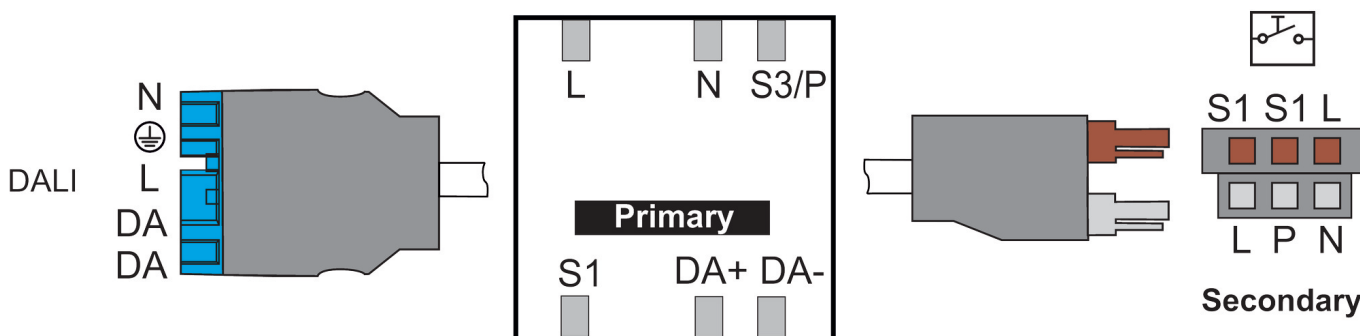 DALI
N
L
DA
DA
L N S3/P
Primary
S1 DA+ DA-
S1 S1 L
L P N
Secondary